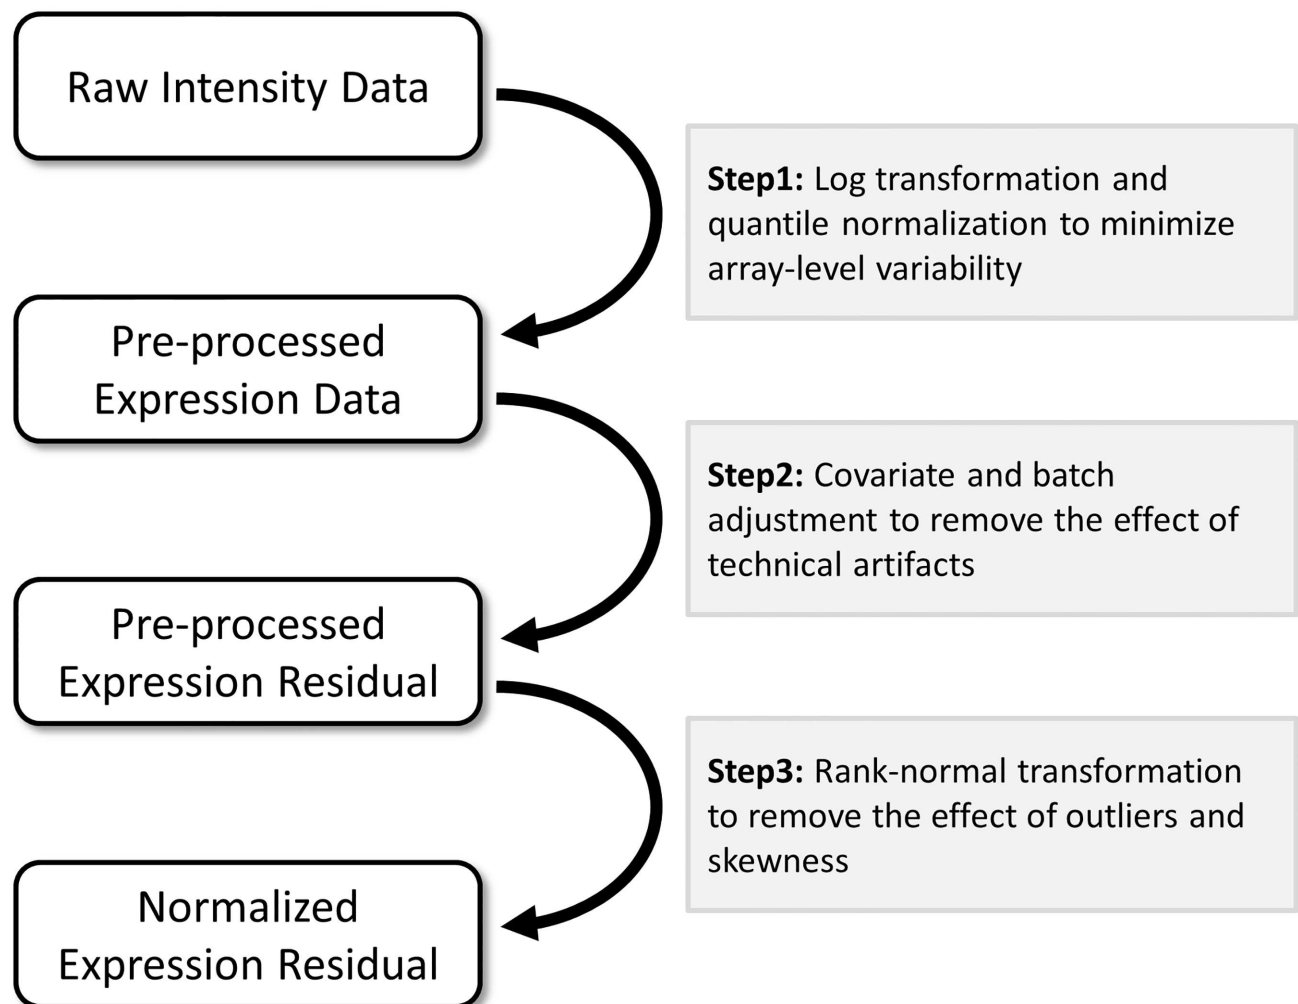 Raw Intensity Data
Step1: Log transformation and
quantile normalization to minimize
array-level variability
Pre-processed
Expression Data
Step2: Covariate and batch
adjustment to remove the effect of
technical artifacts
Pre-processed
Expression Residual
Step3: Rank-normal transformation
to remove the effect of outliers and
skewness
Normalized
Expression Residual